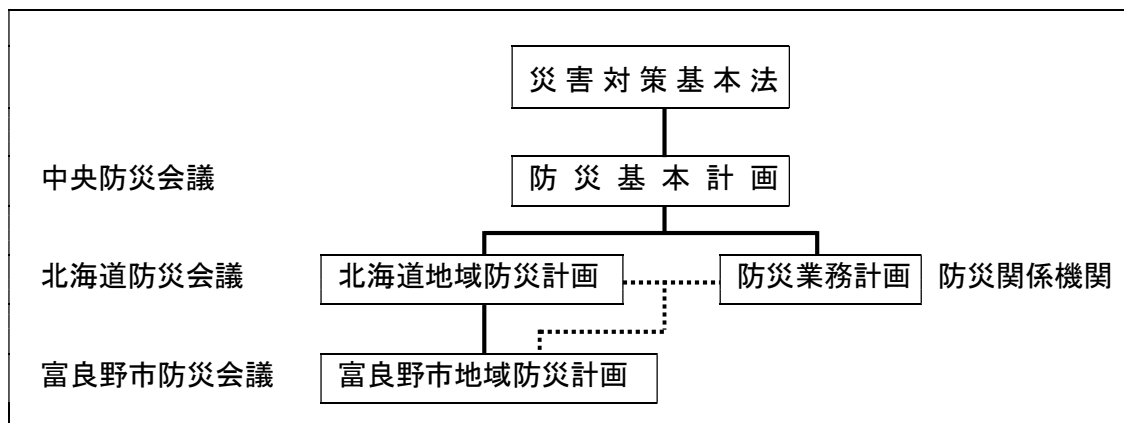 災害対策基本法
中央防災会議 防災基本計画
北海道防災会議 北海道地域防災計画 防災業務計画 防災関係機関
富良野市防災会議 富良野市地域防災計画